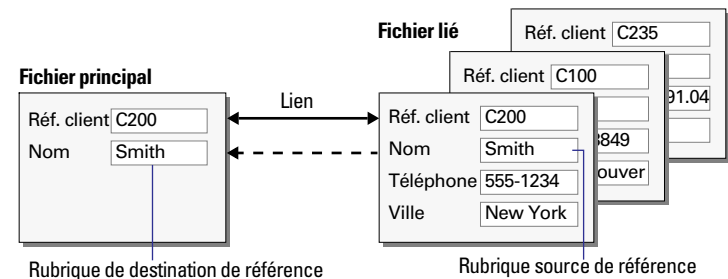 Fichier lié
Réf. client C235
Réf. client C100
91.04
Fichier principal
Lien
Réf. client C200
Réf. client C200
3849
Nom Smith
Nom Smith
ouver
Téléphone 555-1234
Ville New York
Rubrique de destination de référence
Rubrique source de référence